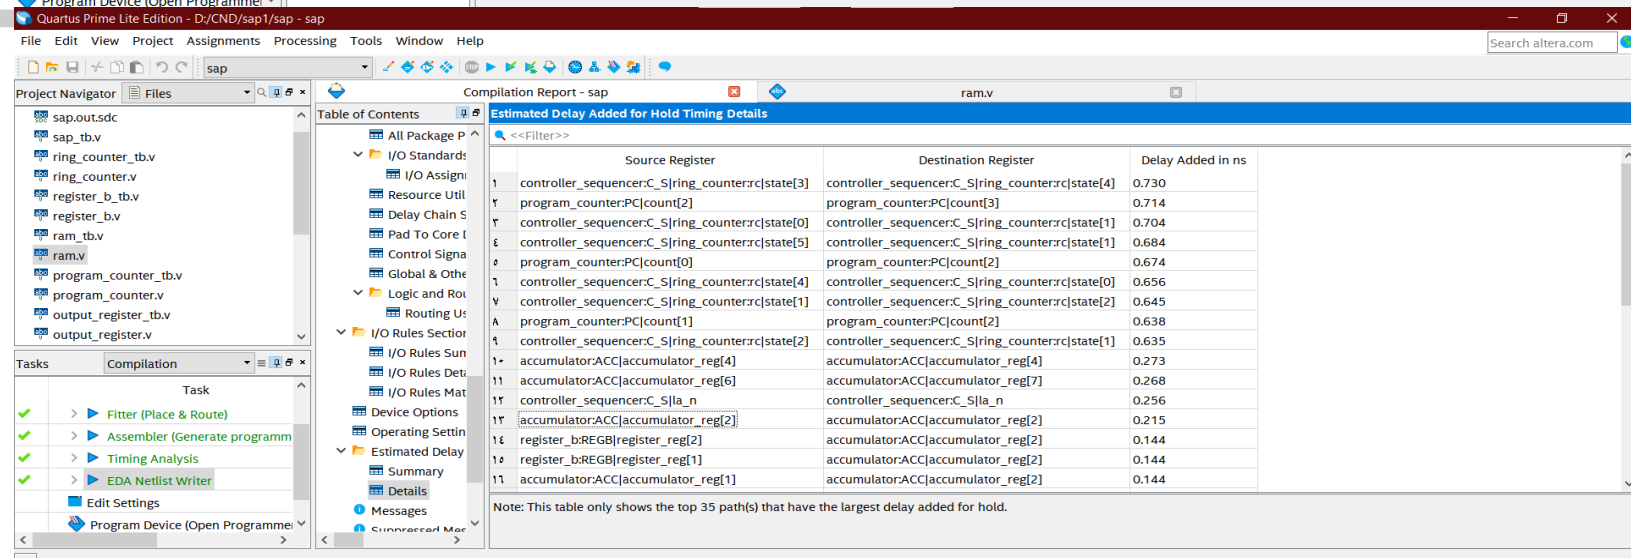 Program Device (Open Programme
Quartus Prime Lite Edition - D:/CND/sap1/sap - sap
File Edit View Project Assignments Processing Tools Window Help
Search altera.com
sap
Project Navigator Files
sap.out.sdc
sap_tb.v
ring_counter_tb.v
ring_counter.v
register_b_tb.v
register_b.v
ram_tb.v
ram.v
program_counter_tb.v
program_counter.v
output_register_tb.v
output_register.v
Tasks Compilation
Task
Fitter (Place & Route)
Assembler (Generate programm
Timing Analysis
EDA Netlist Writer
Edit Settings
Program Device (Open Programme
Compilation Report - sap
ram.v
Table of Contents
All Package P
I/O Standards
I/O Assignn
Resource Util
Delay Chain S
Pad To Core D
Control Signa
Global & Othe
Logic and Rou
Routing Us
I/O Rules Section
I/O Rules Sum
I/O Rules Deta
I/O Rules Mat
Device Options
Operating Settin
Estimated Delay
Summary
Details
Messages
Suppressed Mes
Estimated Delay Added for Hold Timing Details
<<Filter>>
Source Register Destination Register Delay Added in ns
١ controller_sequencer:C_S|ring_counter:rc|state[3] controller_sequencer:C_S|ring_counter:rc|state[4] 0.730
٢ program_counter:PC|count[2] program_counter:PC|count[3] 0.714
٣ controller_sequencer:C_S|ring_counter:rc|state[0] controller_sequencer:C_S|ring_counter:rc|state[1] 0.704
٤ controller_sequencer:C_S|ring_counter:rc|state[5] controller_sequencer:C_S|ring_counter:rc|state[1] 0.684
٥ program_counter:PC|count[0] program_counter:PC|count[2] 0.674
٦ controller_sequencer:C_S|ring_counter:rc|state[4] controller_sequencer:C_S|ring_counter:rc|state[0] 0.656
٧ controller_sequencer:C_S|ring_counter:rc|state[1] controller_sequencer:C_S|ring_counter:rc|state[2] 0.645
٨ program_counter:PC|count[1] program_counter:PC|count[2] 0.638
٩ controller_sequencer:C_S|ring_counter:rc|state[2] controller_sequencer:C_S|ring_counter:rc|state[1] 0.635
١٠ accumulator:ACC|accumulator_reg[4] accumulator:ACC|accumulator_reg[4] 0.273
١١ accumulator:ACC|accumulator_reg[6] accumulator:ACC|accumulator_reg[7] 0.268
١٢ controller_sequencer:C_S|la_n controller_sequencer:C_S|la_n 0.256
١٣ accumulator:ACC|accumulator_reg[2] accumulator:ACC|accumulator_reg[2] 0.215
١٤ register_b:REGB|register_reg[2] accumulator:ACC|accumulator_reg[2] 0.144
١٥ register_b:REGB|register_reg[1] accumulator:ACC|accumulator_reg[2] 0.144
١٦ accumulator:ACC|accumulator_reg[1] accumulator:ACC|accumulator_reg[2] 0.144
Note: This table only shows the top 35 path(s) that have the largest delay added for hold.